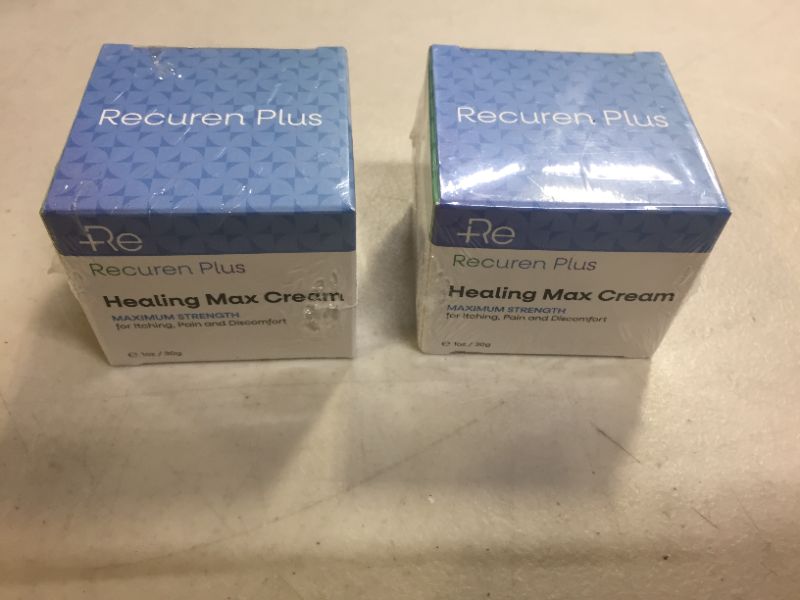 Recuren Plus
Re
Recuren Plus
Healing Max Cream
MAXIMUM STRENGTH
for Itching, Pain and Discomfort
℮ 1oz / 30g
Recuren Plus
Re
Recuren Plus
Healing Max Cream
MAXIMUM STRENGTH
for Itching, Pain and Discomfort
℮ 1oz / 30g